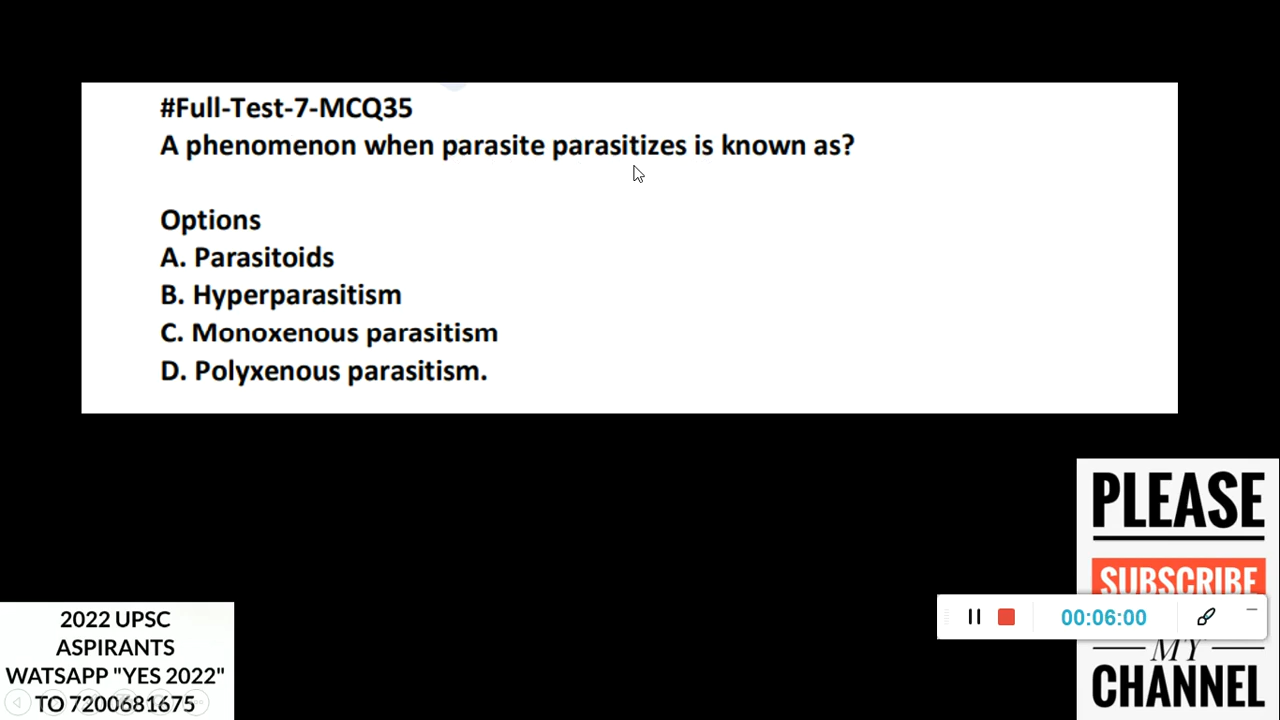 #Full-Test-7-MCQ35
A phenomenon when parasite parasitizes is known as?
Options
A. Parasitoids
B. Hyperparasitism
C. Monoxenous parasitism
D. Polyxenous parasitism.
PLEASE
SUBSCRIBE
MY
CHANNEL
00:06:00
2022 UPSC
ASPIRANTS
WATSAPP "YES 2022"
TO 7200681675